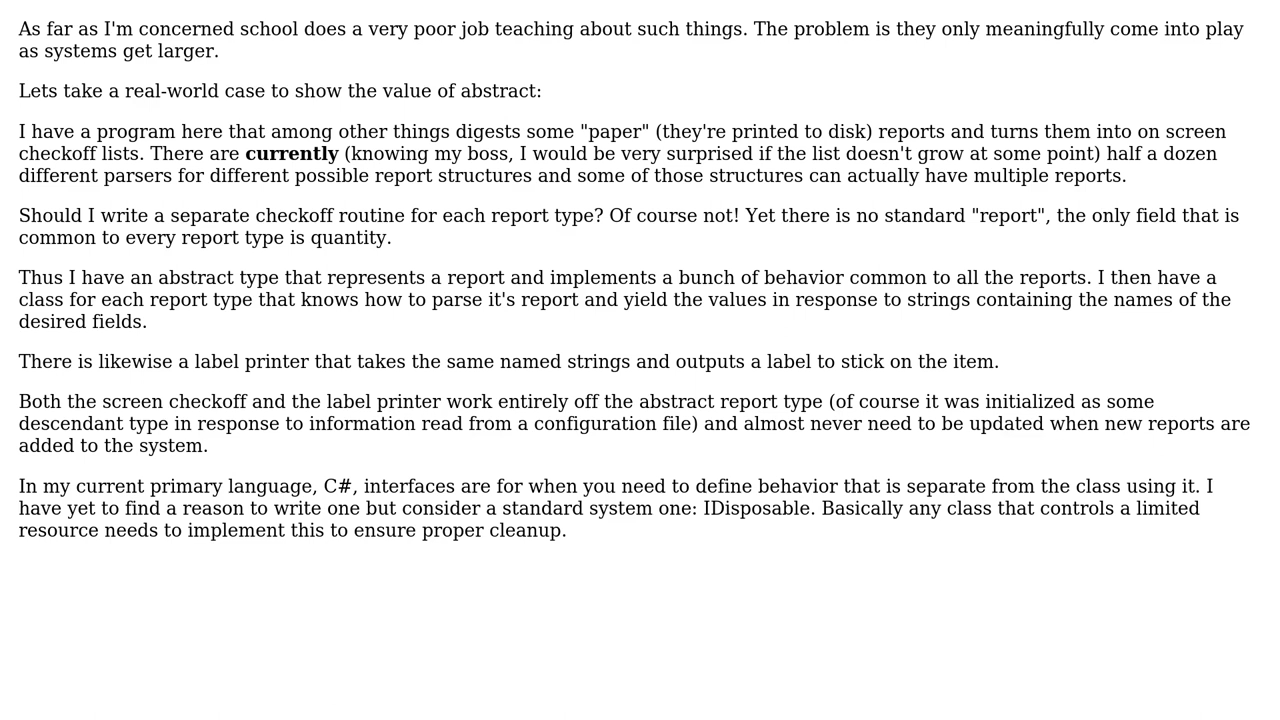 As far as I'm concerned school does a very poor job teaching about such things. The problem is they only meaningfully come into play
as systems get larger.
Lets take a real-world case to show the value of abstract:
I have a program here that among other things digests some "paper" (they're printed to disk) reports and turns them into on screen
checkoff lists. There are currently (knowing my boss, I would be very surprised if the list doesn't grow at some point) half a dozen
different parsers for different possible report structures and some of those structures can actually have multiple reports.
Should I write a separate checkoff routine for each report type? Of course not! Yet there is no standard "report", the only field that is
common to every report type is quantity.
Thus I have an abstract type that represents a report and implements a bunch of behavior common to all the reports. I then have a
class for each report type that knows how to parse it's report and yield the values in response to strings containing the names of the
desired fields.
There is likewise a label printer that takes the same named strings and outputs a label to stick on the item.
Both the screen checkoff and the label printer work entirely off the abstract report type (of course it was initialized as some
descendant type in response to information read from a configuration file) and almost never need to be updated when new reports are
added to the system.
In my current primary language, C#, interfaces are for when you need to define behavior that is separate from the class using it. I
have yet to find a reason to write one but consider a standard system one: IDisposable. Basically any class that controls a limited
resource needs to implement this to ensure proper cleanup.